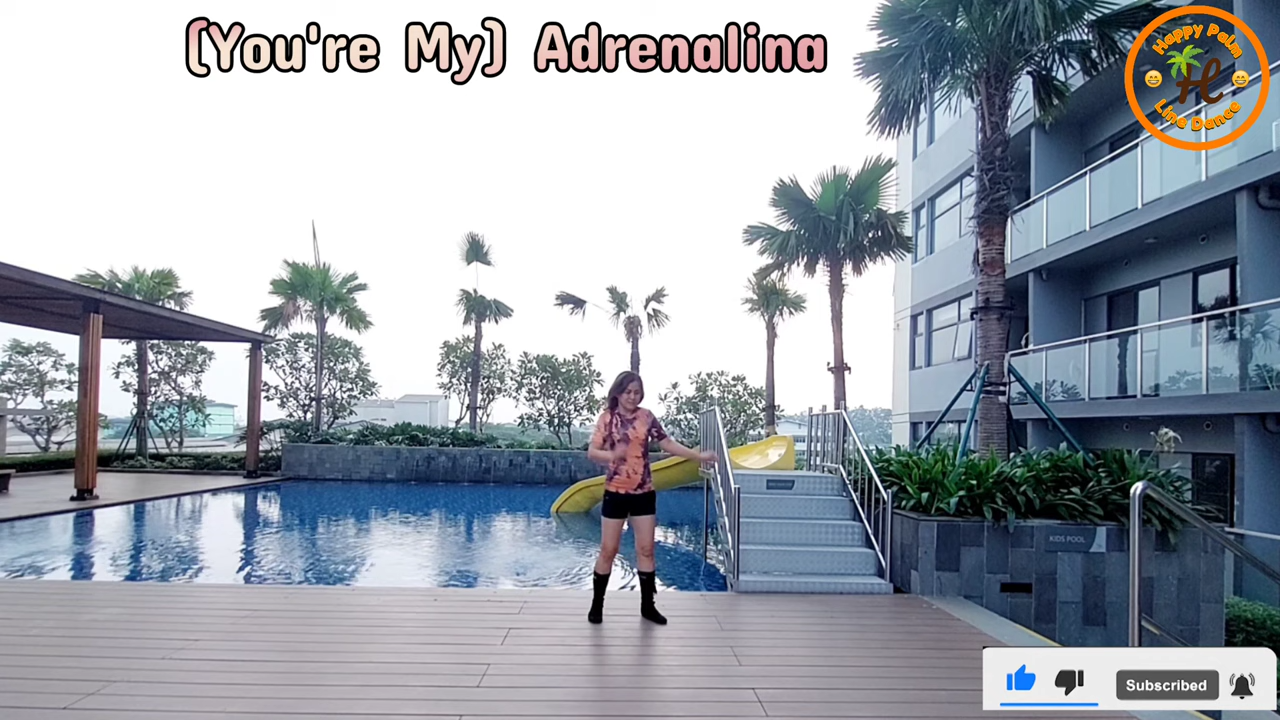 (You're My) Adrenalina
Happy Palm
H
Line Dance
KIDS POOL
Subscribed